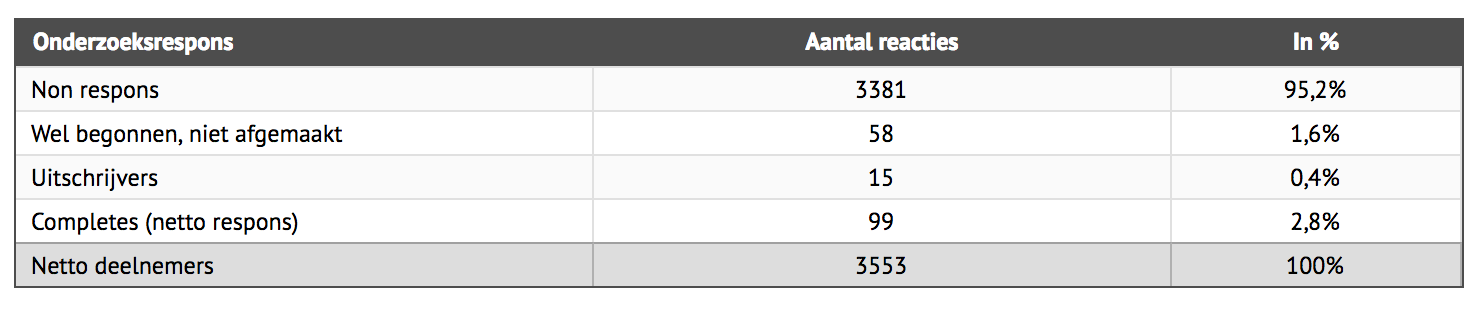 Onderzoeksrespons Aantal reacties In %
Non respons 3381 95,2%
Wel begonnen, niet afgemaakt 58 1,6%
Uitschrijvers 15 0,4%
Completes (netto respons) 99 2,8%
Netto deelnemers 3553 100%